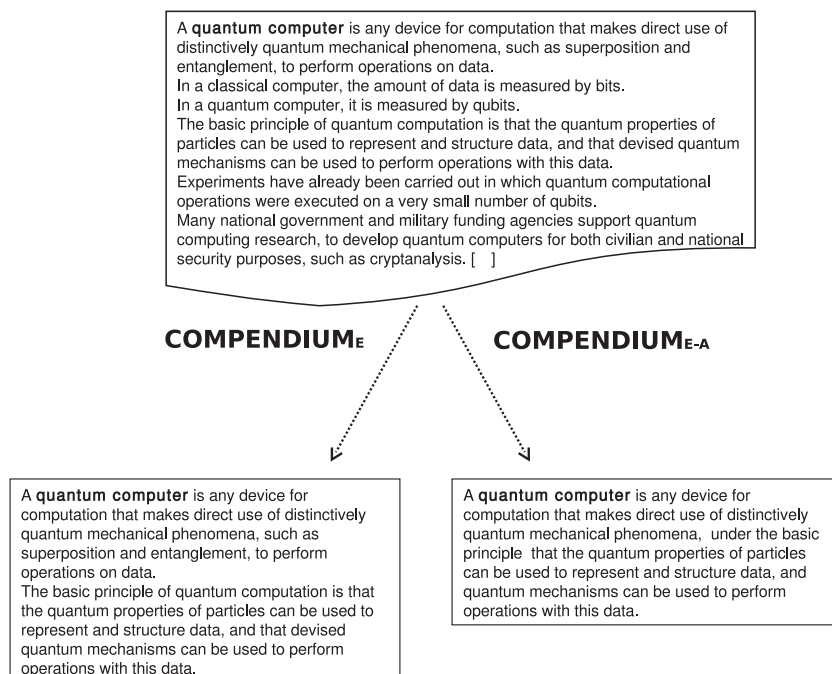 A quantum computer is any device for computation that makes direct use of
distinctively quantum mechanical phenomena, such as superposition and
entanglement, to perform operations on data.
In a classical computer, the amount of data is measured by bits.
In a quantum computer, it is measured by qubits.
The basic principle of quantum computation is that the quantum properties of
particles can be used to represent and structure data, and that devised quantum
mechanisms can be used to perform operations with this data.
Experiments have already been carried out in which quantum computational
operations were executed on a very small number of qubits.
Many national government and military funding agencies support quantum
computing research, to develop quantum computers for both civilian and national
security purposes, such as cryptanalysis. [ ]
COMPENDIUME
COMPENDIUME-A
A quantum computer is any device for
computation that makes direct use of distinctively
quantum mechanical phenomena, such as
superposition and entanglement, to perform
operations on data.
The basic principle of quantum computation is that
the quantum properties of particles can be used to
represent and structure data, and that devised
quantum mechanisms can be used to perform
operations with this data.
A quantum computer is any device for
computation that makes direct use of distinctively
quantum mechanical phenomena, under the basic
principle that the quantum properties of particles
can be used to represent and structure data, and
quantum mechanisms can be used to perform
operations with this data.